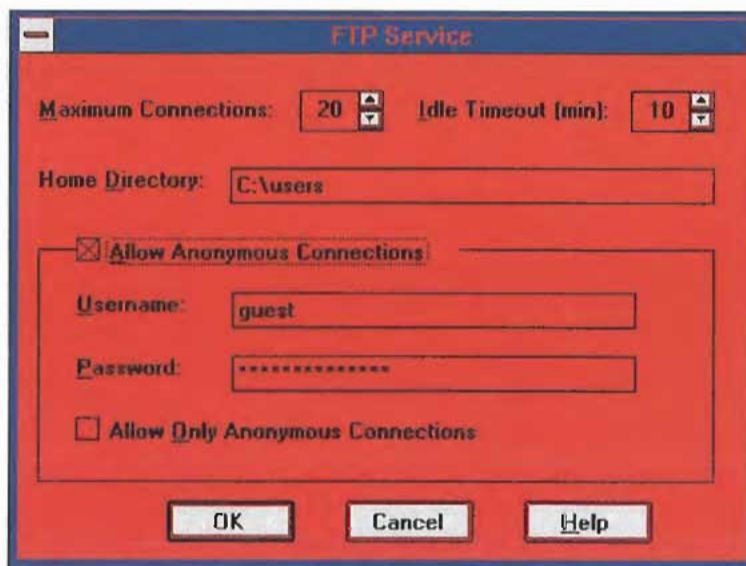 FTP Service
Maximum Connections: 20 Idle Timeout (min): 10
Home Directory: C:\users
Allow Anonymous Connections
Username: guest
Password: **************
Allow Only Anonymous Connections
OK Cancel Help